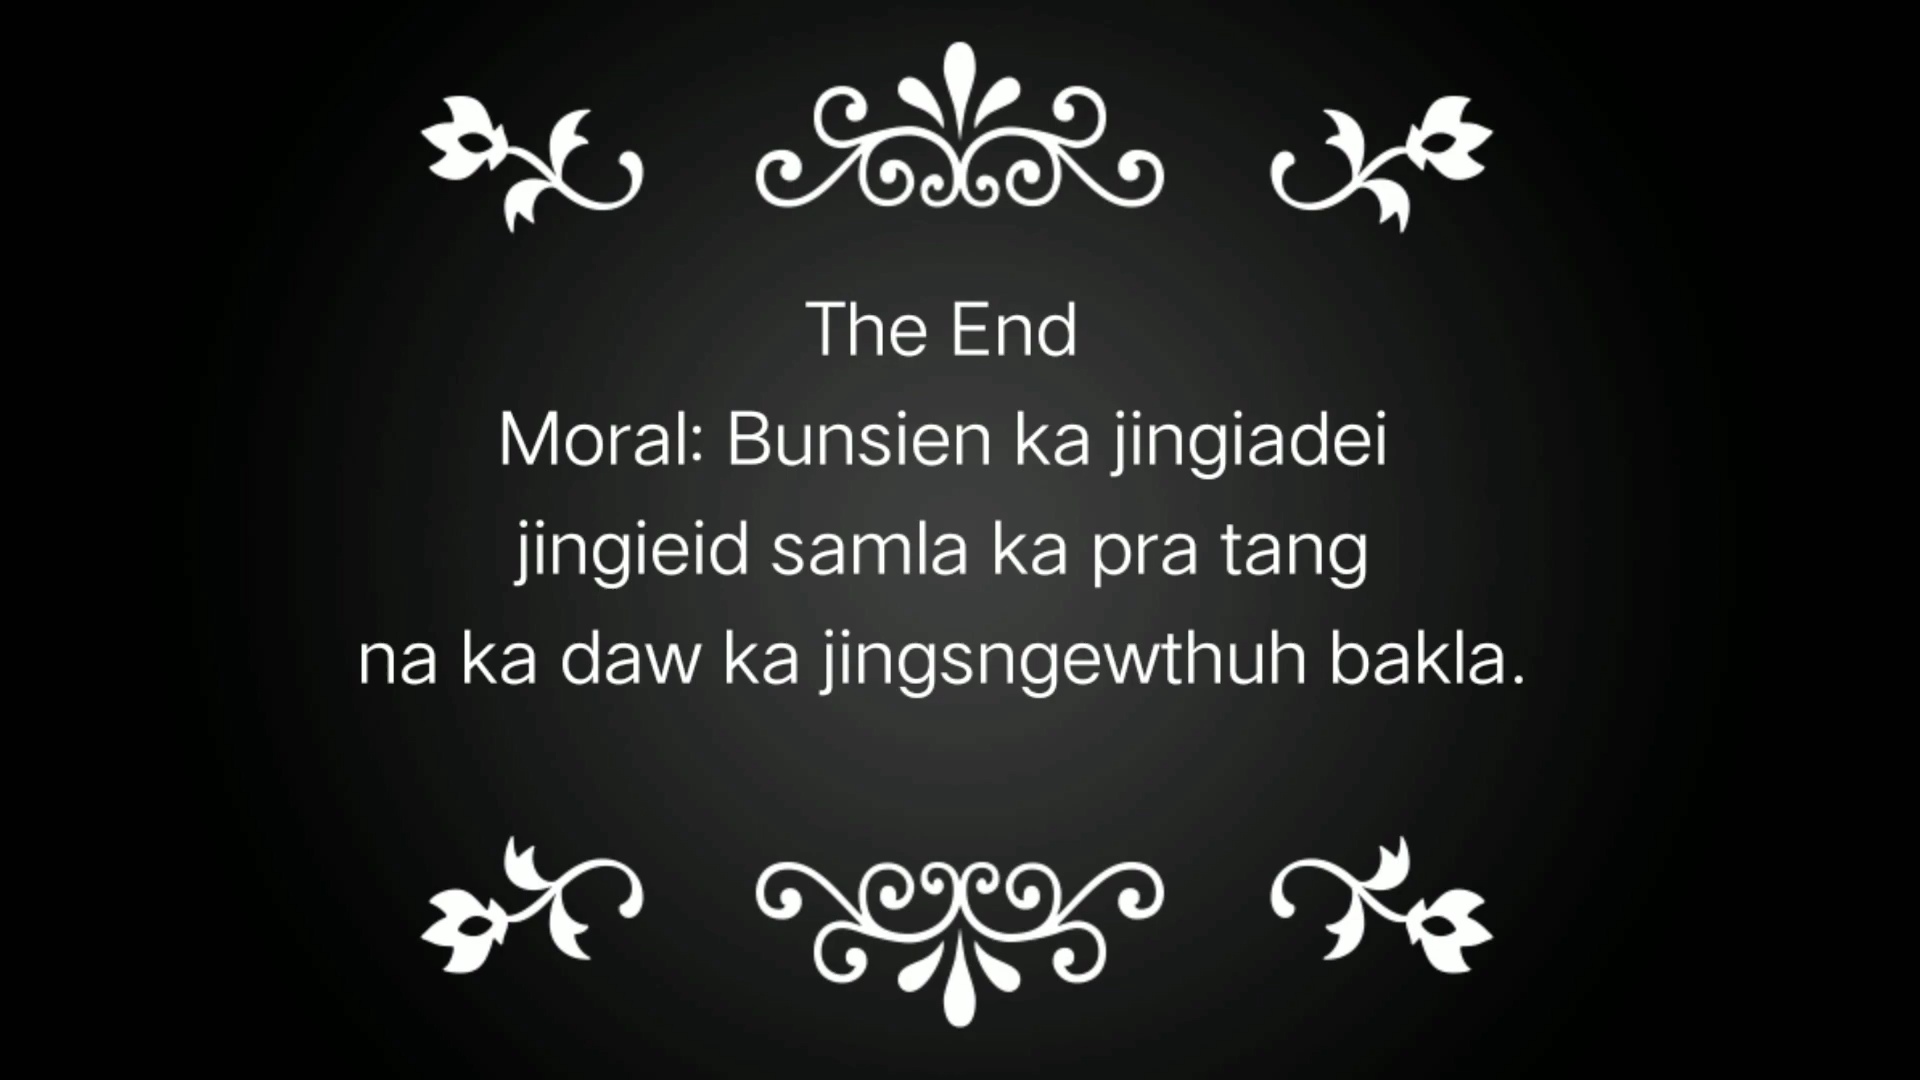 The End
Moral: Bunsien ka jingiadei
jingieid samla ka pra tang
na ka daw ka jingsngewthuh bakla.